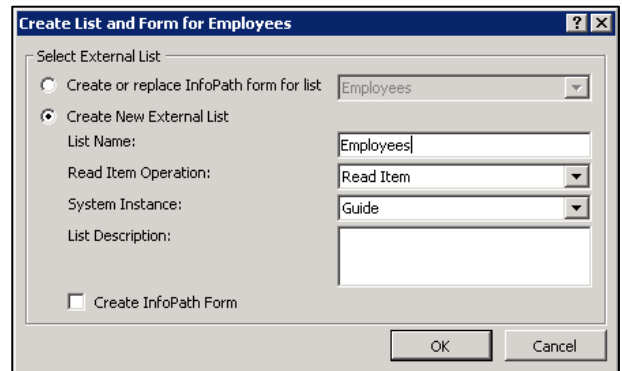 Create List and Form for Employees
Select External List
Create or replace InfoPath form for list Employees
Create New External List
List Name: Employees
Read Item Operation: Read Item
System Instance: Guide
List Description:
Create InfoPath Form
OK Cancel